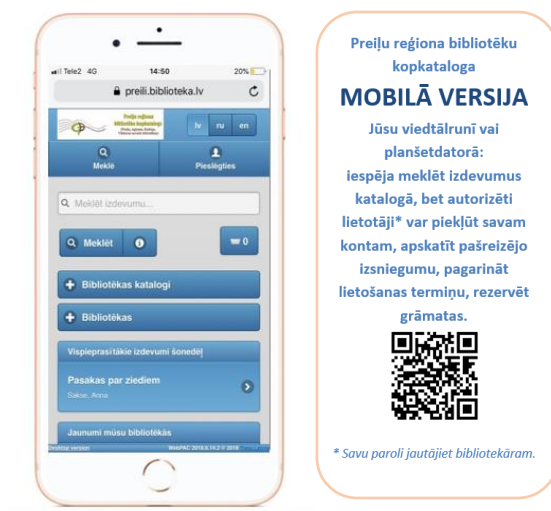 Tele2 4G 14:50 20%
preili.biblioteka.lv
Preiļu reģiona
bibliotēku kopkatalogs
lv ru en
Meklē Pieslēgties
Meklēt izdevumu...
Meklēt 0
Bibliotēkas katalogi
Bibliotēkas
Vispieprasītākie izdevumi šonedēļ
Pasakas par ziediem
Sakse, Anna
Jaunumi mūsu bibliotēkās
Desktop version
Preiļu reģiona bibliotēku
kopkataloga
MOBILĀ VERSIJA
Jūsu viedtālrunī vai
planšetdatorā:
iespēja meklēt izdevumus
katalogā, bet autorizēti
lietotāji* var piekļūt savam
kontam, apskatīt pašreizējo
izsniegumu, pagarināt
lietošanas termiņu, rezervēt
grāmatas.
* Savu paroli jautājiet bibliotekāram.